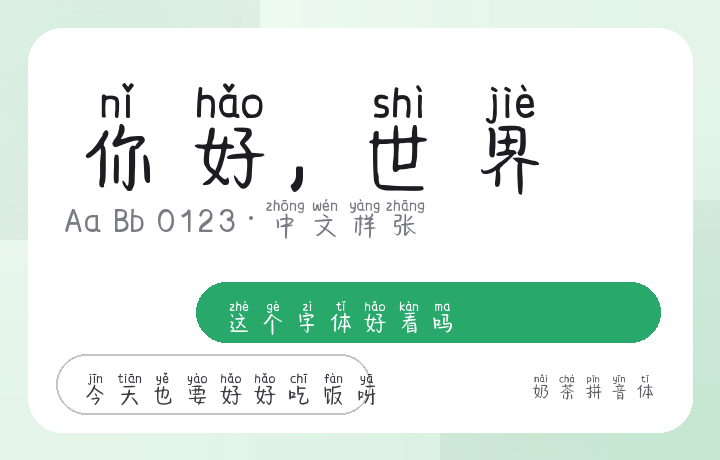 nǐ hǎo shì jiè
你好,世界
zhōng wén yàng zhāng
Aa Bb 0123 · 中文样张
zhè gè zì tǐ hǎo kàn ma
这个字体好看吗
jīn tiān yě yào hǎo hǎo chī fàn yā
今天也要好好吃饭呀
nǎi chá pīn yīn tǐ
奶茶拼音体